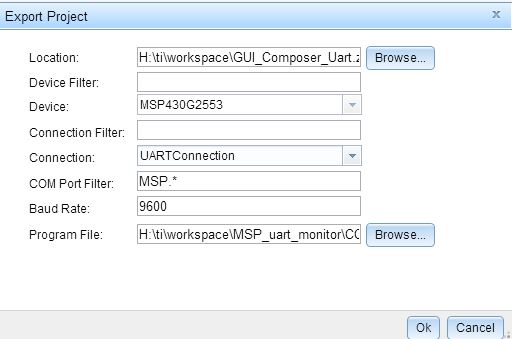 Export Project
x
Location: H:\ti\workspace\GUI_Composer_Uart.z Browse...
Device Filter:
Device: MSP430G2553
Connection Filter:
Connection: UARTConnection
COM Port Filter: MSP.*
Baud Rate: 9600
Program File: H:\ti\workspace\MSP_uart_monitor\CC Browse...
Ok Cancel